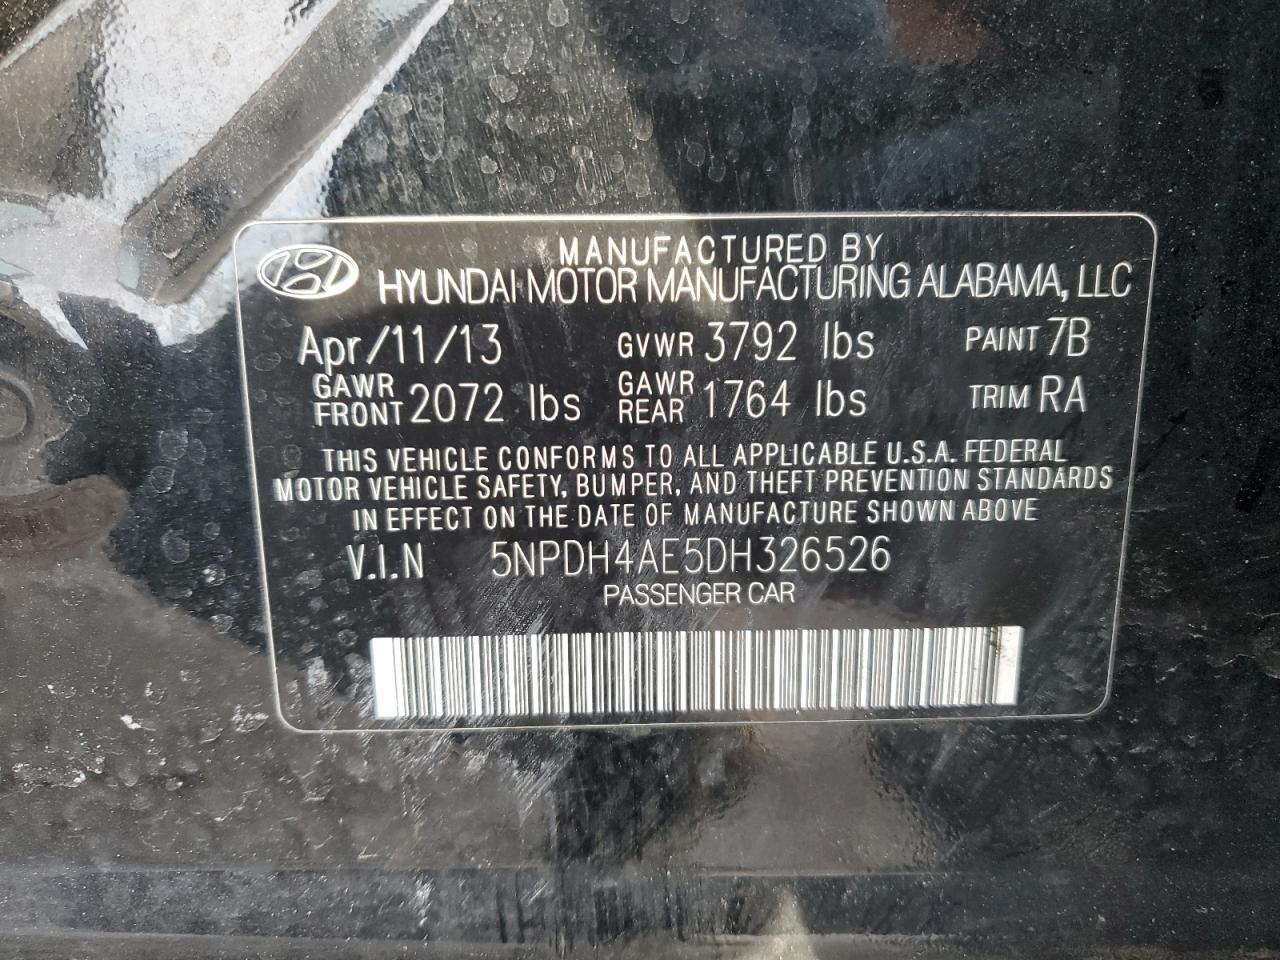 MANUFACTURED BY
HYUNDAI MOTOR MANUFACTURING ALABAMA, LLC
Apr/11/13 GVWR 3792 lbs PAINT 7B
GAWR FRONT 2072 lbs GAWR REAR 1764 lbs TRIM RA
THIS VEHICLE CONFORMS TO ALL APPLICABLE U.S.A. FEDERAL
MOTOR VEHICLE SAFETY, BUMPER, AND THEFT PREVENTION STANDARDS
IN EFFECT ON THE DATE OF MANUFACTURE SHOWN ABOVE
V.I.N 5NPDH4AE5DH326526
PASSENGER CAR